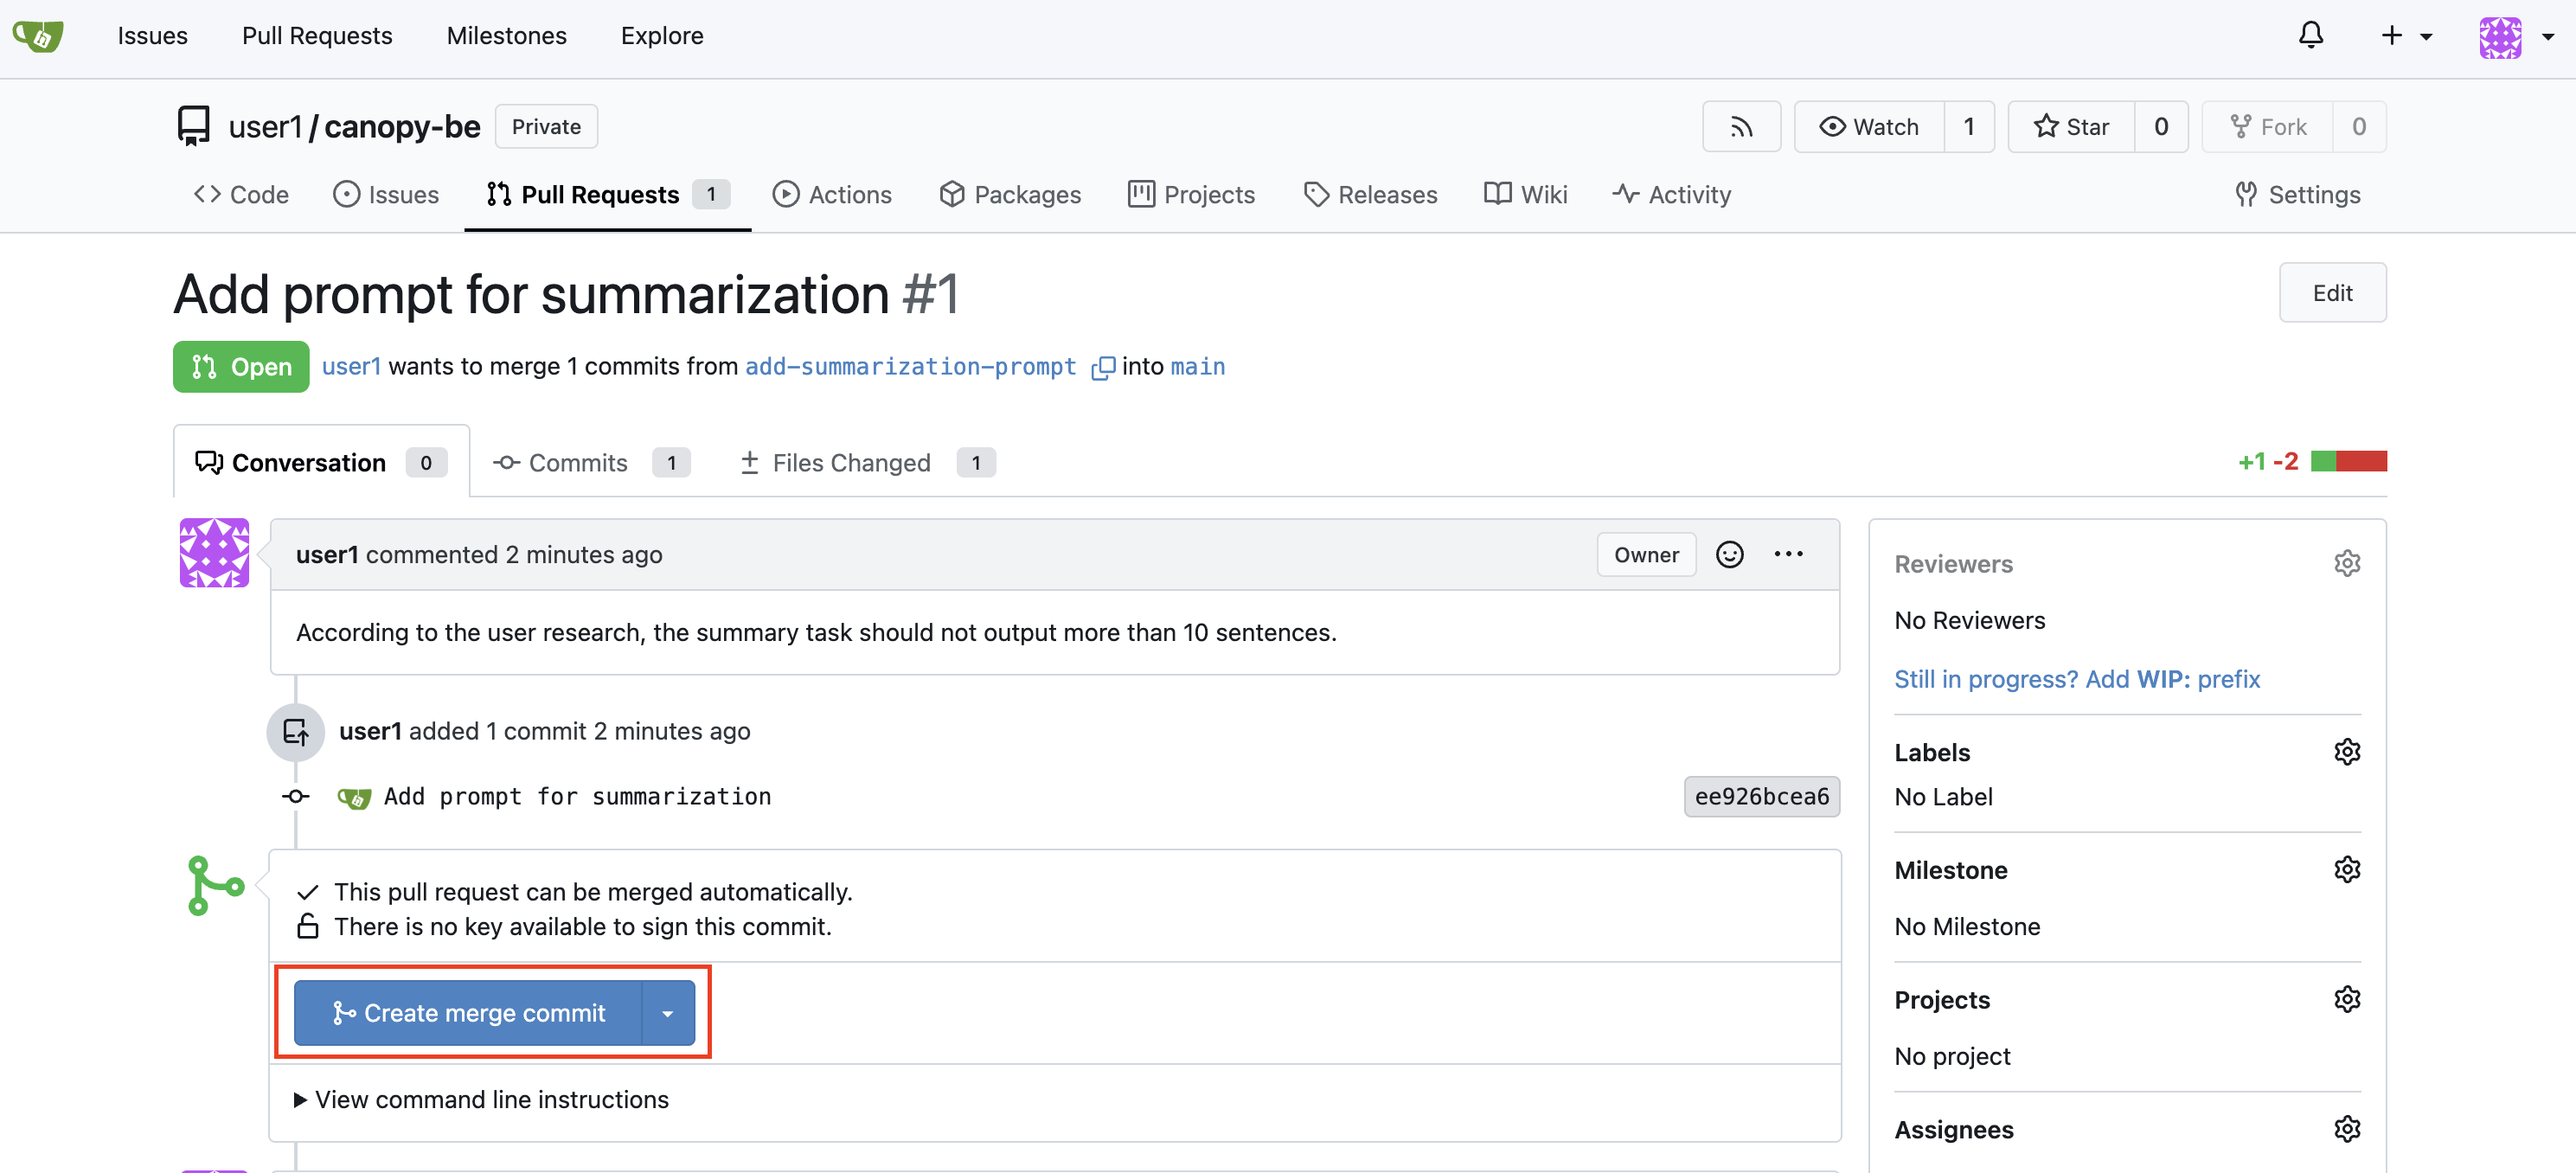 Issues Pull Requests Milestones Explore
user1/canopy-be Private Watch 1 Star 0 Fork 0
Code Issues Pull Requests 1 Actions Packages Projects Releases Wiki Activity Settings
Add prompt for summarization #1 Edit
Open user1 wants to merge 1 commits from add-summarization-prompt into main
Conversation 0 Commits 1 Files Changed 1 +1 -2
user1 commented 2 minutes ago Owner
According to the user research, the summary task should not output more than 10 sentences.
user1 added 1 commit 2 minutes ago
Add prompt for summarization ee926bcea6
This pull request can be merged automatically.
There is no key available to sign this commit.
Create merge commit
View command line instructions
Reviewers
No Reviewers
Still in progress? Add WIP: prefix
Labels
No Label
Milestone
No Milestone
Projects
No project
Assignees